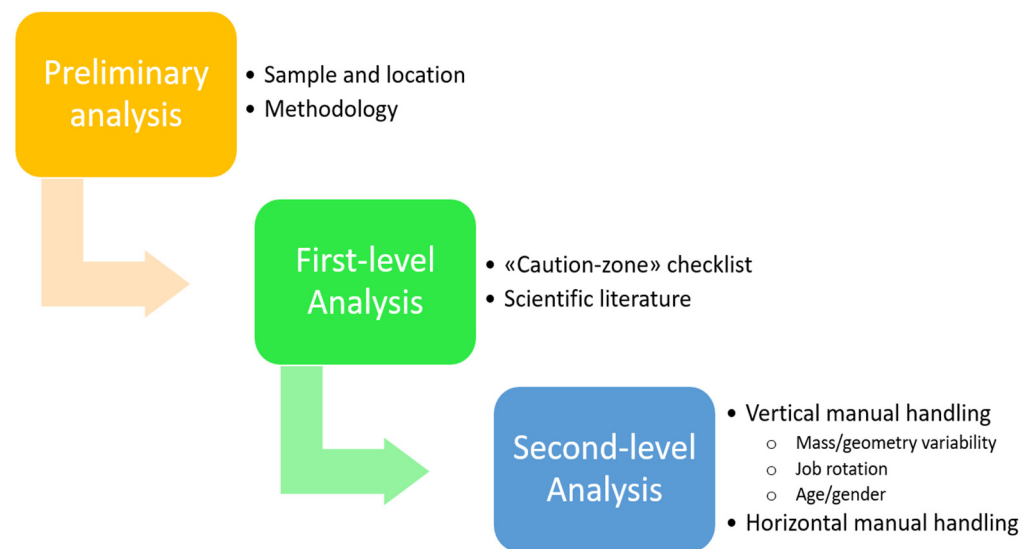 Preliminary
analysis
• Sample and location
• Methodology
First-level
Analysis
• «Caution-zone» checklist
• Scientific literature
Second-level
Analysis
• Vertical manual handling
o Mass/geometry variability
o Job rotation
o Age/gender
• Horizontal manual handling